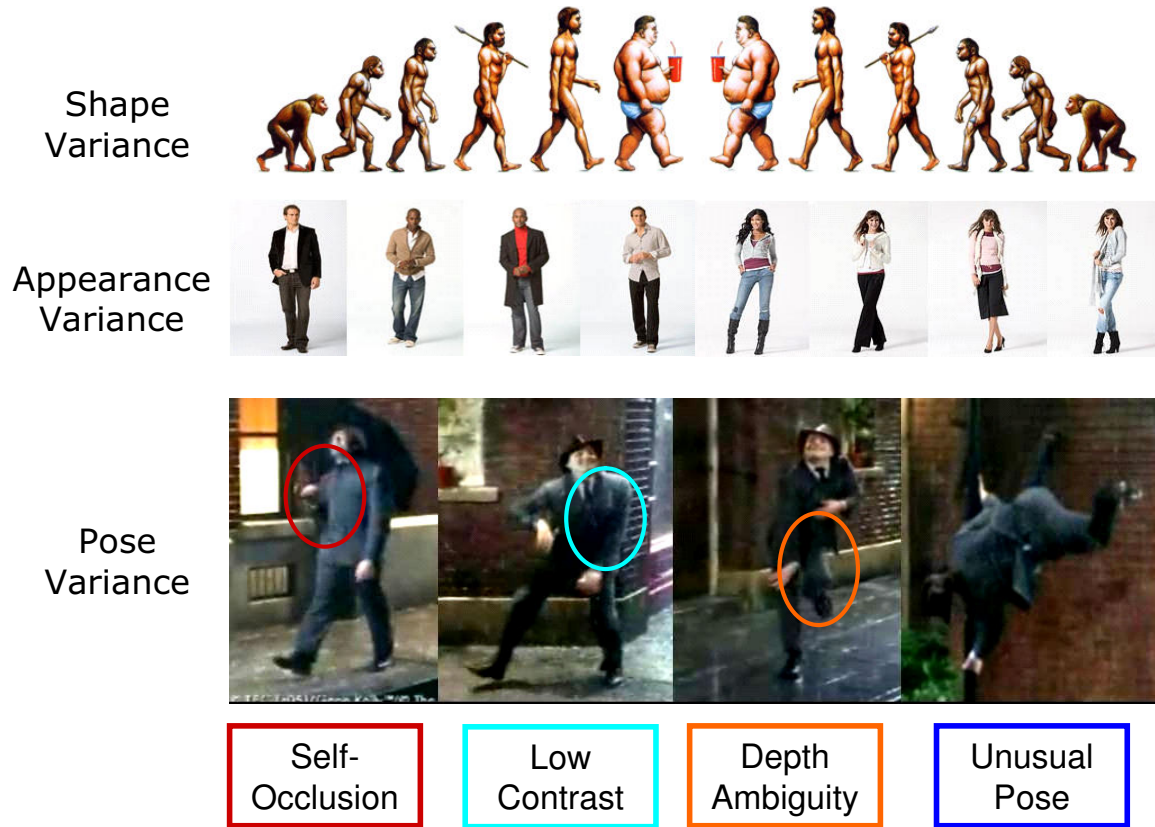 Shape
Variance
Appearance
Variance
Pose
Variance
Self-
Occlusion
Low
Contrast
Depth
Ambiguity
Unusual
Pose